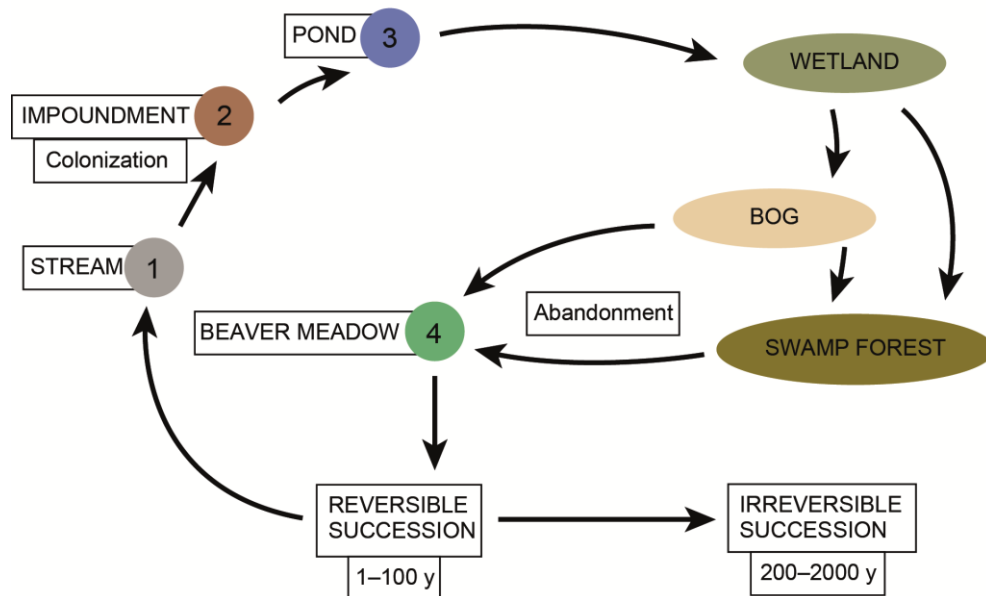 POND 3
WETLAND
IMPOUNDMENT 2
Colonization
BOG
STREAM 1
Abandonment
BEAVER MEADOW 4
SWAMP FOREST
REVERSIBLE
SUCCESSION
1–100 y
IRREVERSIBLE
SUCCESSION
200–2000 y